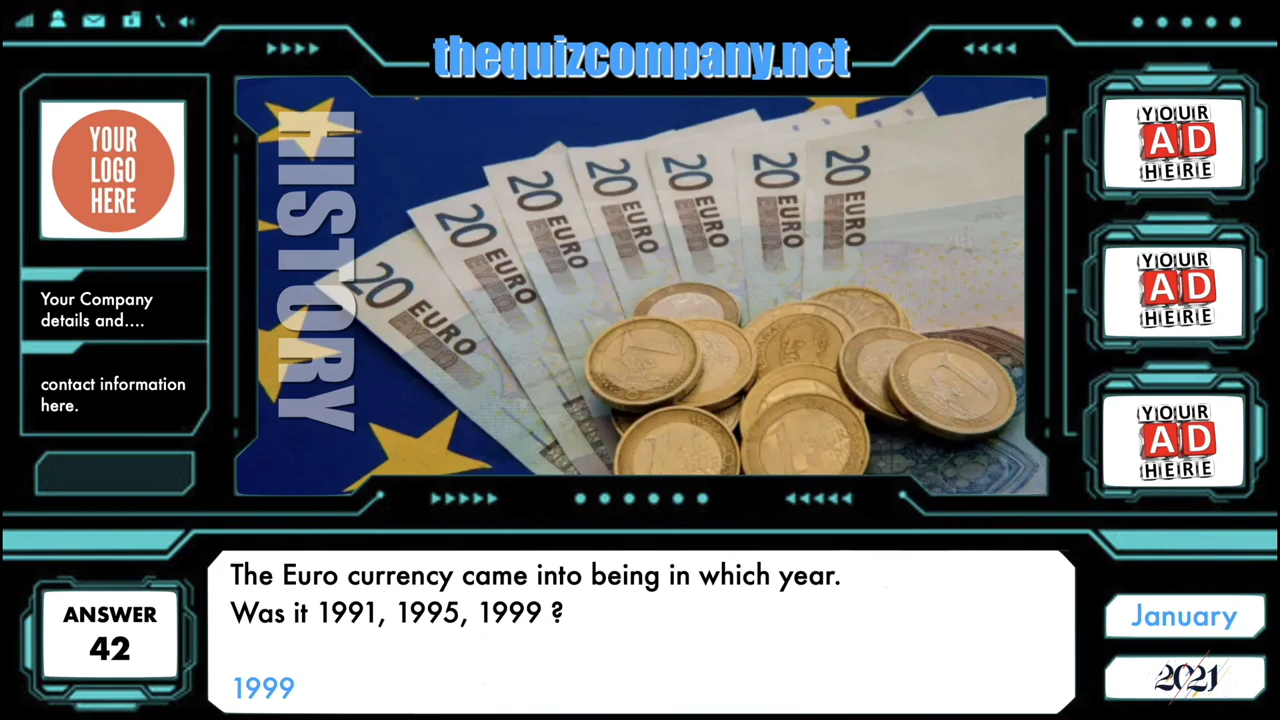 thequizcompany.net
YOUR
LOGO
HERE
Your Company
details and....
contact information
here.
HISTORY
20 EURO
20 EURO
20 EURO
20 EURO
20 EURO
20 EURO
20 EURO
YOUR
AD
HERE
YOUR
AD
HERE
YOUR
AD
HERE
ANSWER
42
The Euro currency came into being in which year.
Was it 1991, 1995, 1999 ?
1999
January
2021